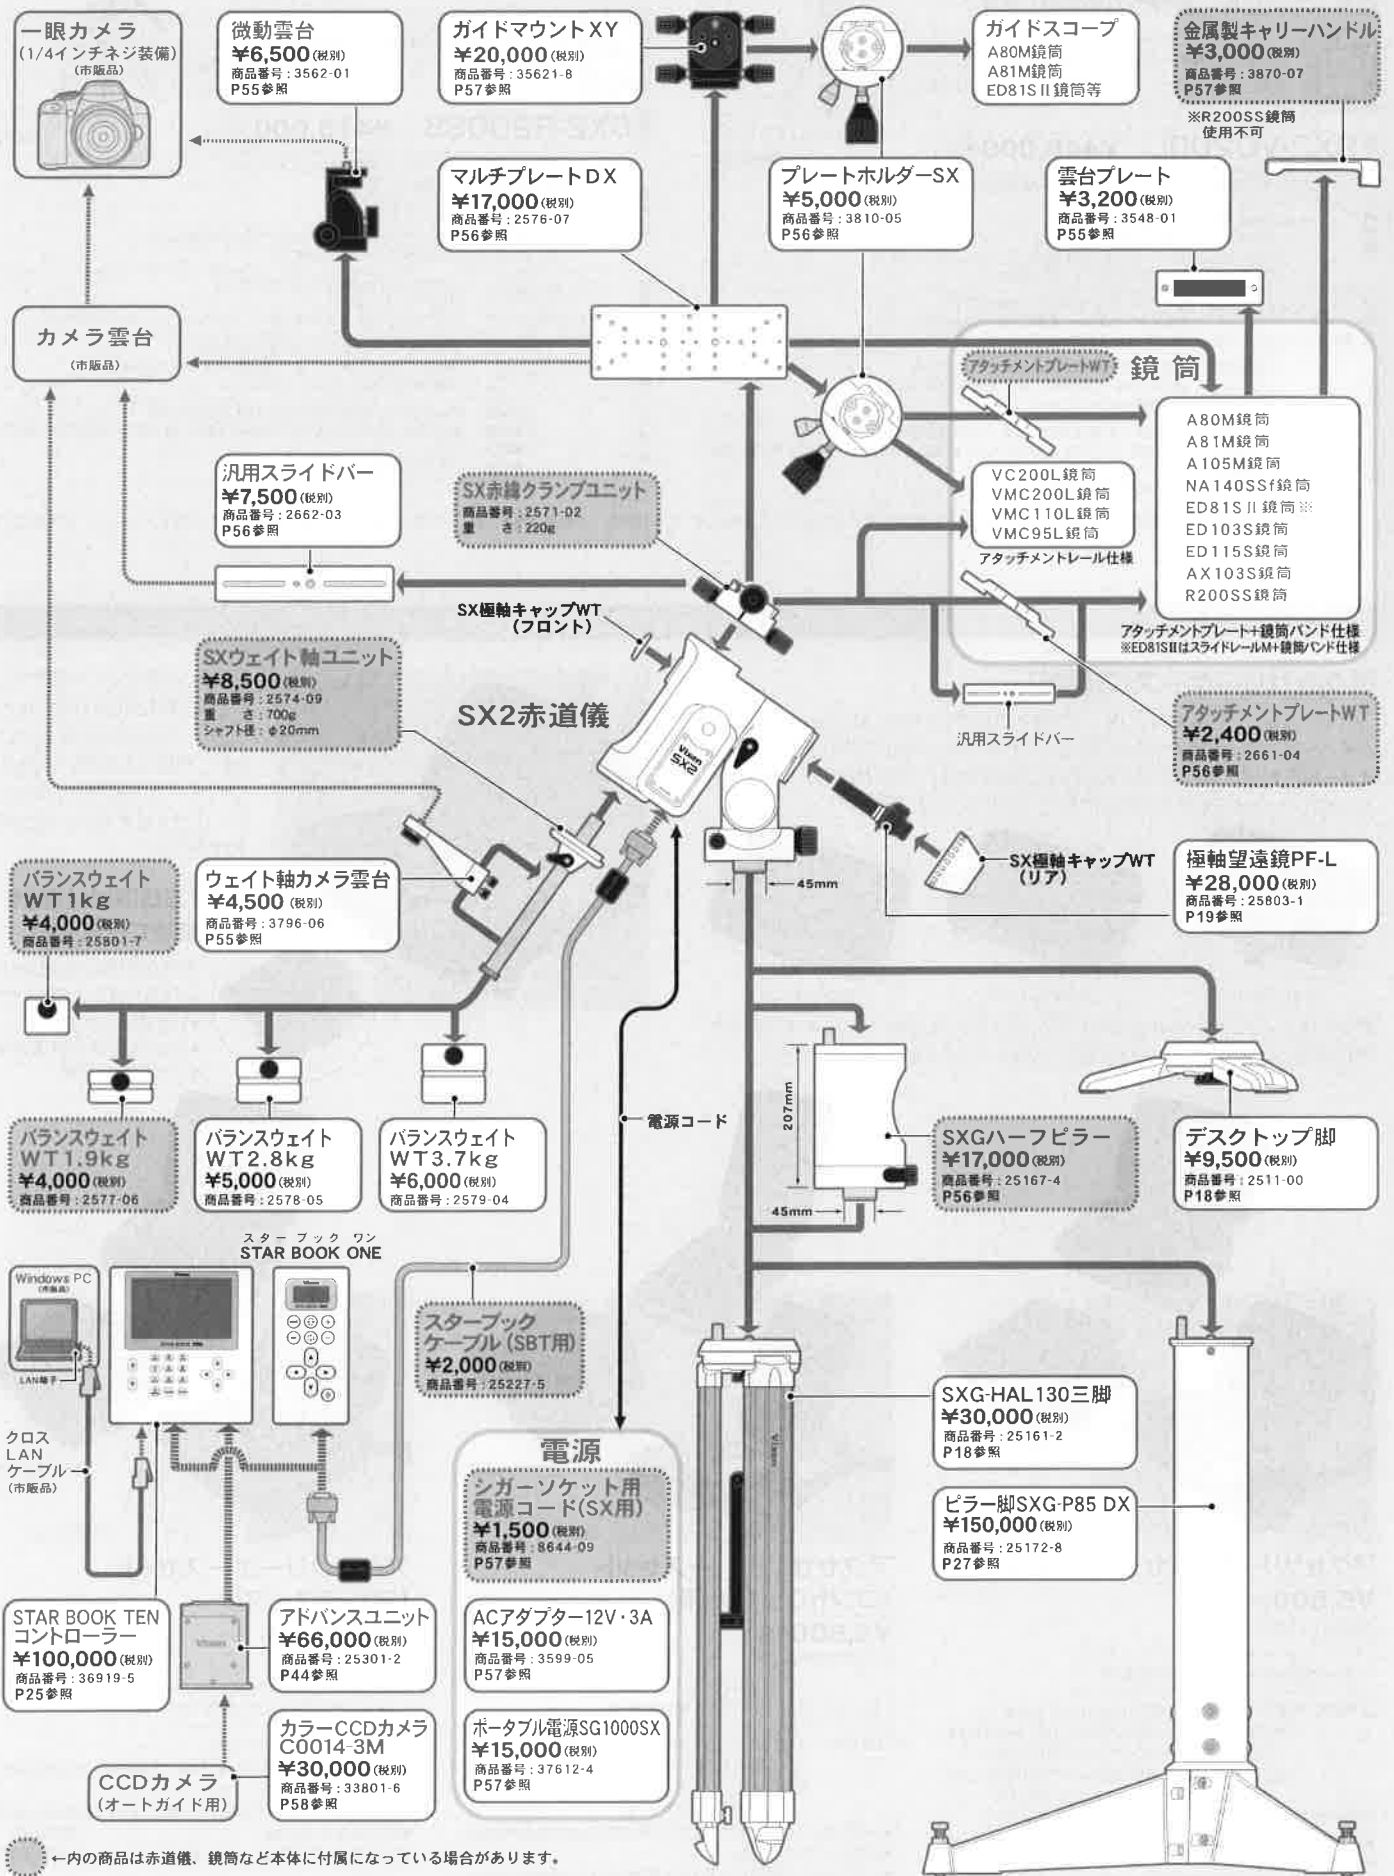 一眼カメラ
(1/4インチネジ装備)
(市販品)
微動雲台
¥6,500(税別)
商品番号：3562-01
P55参照
ガイドマウントXY
¥20,000(税別)
商品番号：35621-8
P57参照
ガイドスコープ
A80M鏡筒
A81M鏡筒
ED81SⅡ鏡筒等
金属製キャリーハンドル
¥3,000(税別)
商品番号：3870-07
P57参照
※R200SS鏡筒
使用不可
マルチプレートDX
¥17,000(税別)
商品番号：2576-07
P56参照
プレートホルダーSX
¥5,000(税別)
商品番号：3810-05
P56参照
雲台プレート
¥3,200(税別)
商品番号：3548-01
P55参照
カメラ雲台
(市販品)
アタッチメントプレートWT
鏡筒
A80M鏡筒
A81M鏡筒
A105M鏡筒
NA140SSf鏡筒
ED81SⅡ鏡筒※
ED103S鏡筒
ED115S鏡筒
AX103S鏡筒
R200SS鏡筒
アタッチメントプレート+鏡筒バンド仕様
※ED81SⅡはスライドレールM+鏡筒バンド仕様
VC200L鏡筒
VMC200L鏡筒
VMC110L鏡筒
VMC95L鏡筒
アタッチメントレール仕様
汎用スライドバー
¥7,500(税別)
商品番号：2662-03
P56参照
SX赤緯クランプユニット
商品番号：2571-02
重　さ：220g
SX極軸キャップWT
(フロント)
SXウェイト軸ユニット
¥8,500(税別)
商品番号：2574-09
重　さ：700g
シャフト径：φ20mm
SX2赤道儀
Vixen
SX2
汎用スライドバー
アタッチメントプレートWT
¥2,400(税別)
商品番号：2661-04
P56参照
バランスウェイト
WT1kg
¥4,000(税別)
商品番号：25801-7
ウェイト軸カメラ雲台
¥4,500(税別)
商品番号：3796-06
P55参照
45mm
SX極軸キャップWT
(リア)
極軸望遠鏡PF-L
¥28,000(税別)
商品番号：25803-1
P19参照
バランスウェイト
WT1.9kg
¥4,000(税別)
商品番号：2577-06
バランスウェイト
WT2.8kg
¥5,000(税別)
商品番号：2578-05
バランスウェイト
WT3.7kg
¥6,000(税別)
商品番号：2579-04
電源コード
207mm
45mm
SXGハーフピラー
¥17,000(税別)
商品番号：25167-4
P56参照
デスクトップ脚
¥9,500(税別)
商品番号：2511-00
P18参照
スター ブック ワン
STAR BOOK ONE
Windows PC
(市販品)
LAN端子
Vixen
Vixen
スターブック
ケーブル(SBT用)
¥2,000(税別)
商品番号：25227-5
クロス
LAN
ケーブル
(市販品)
電源
シガーソケット用
電源コード(SX用)
¥1,500(税別)
商品番号：8644-09
P57参照
ACアダプター12V・3A
¥15,000(税別)
商品番号：3599-05
P57参照
ポータブル電源SG1000SX
¥15,000(税別)
商品番号：37612-4
P57参照
Vixen
SXG-HAL130三脚
¥30,000(税別)
商品番号：25161-2
P18参照
ピラー脚SXG-P85 DX
¥150,000(税別)
商品番号：25172-8
P27参照
STAR BOOK TEN
コントローラー
¥100,000(税別)
商品番号：36919-5
P25参照
Vixen
アドバンスユニット
¥66,000(税別)
商品番号：25301-2
P44参照
カラーCCDカメラ
C0014-3M
¥30,000(税別)
商品番号：33801-6
P58参照
CCDカメラ
(オートガイド用)
←内の商品は赤道儀、鏡筒など本体に付属になっている場合があります。